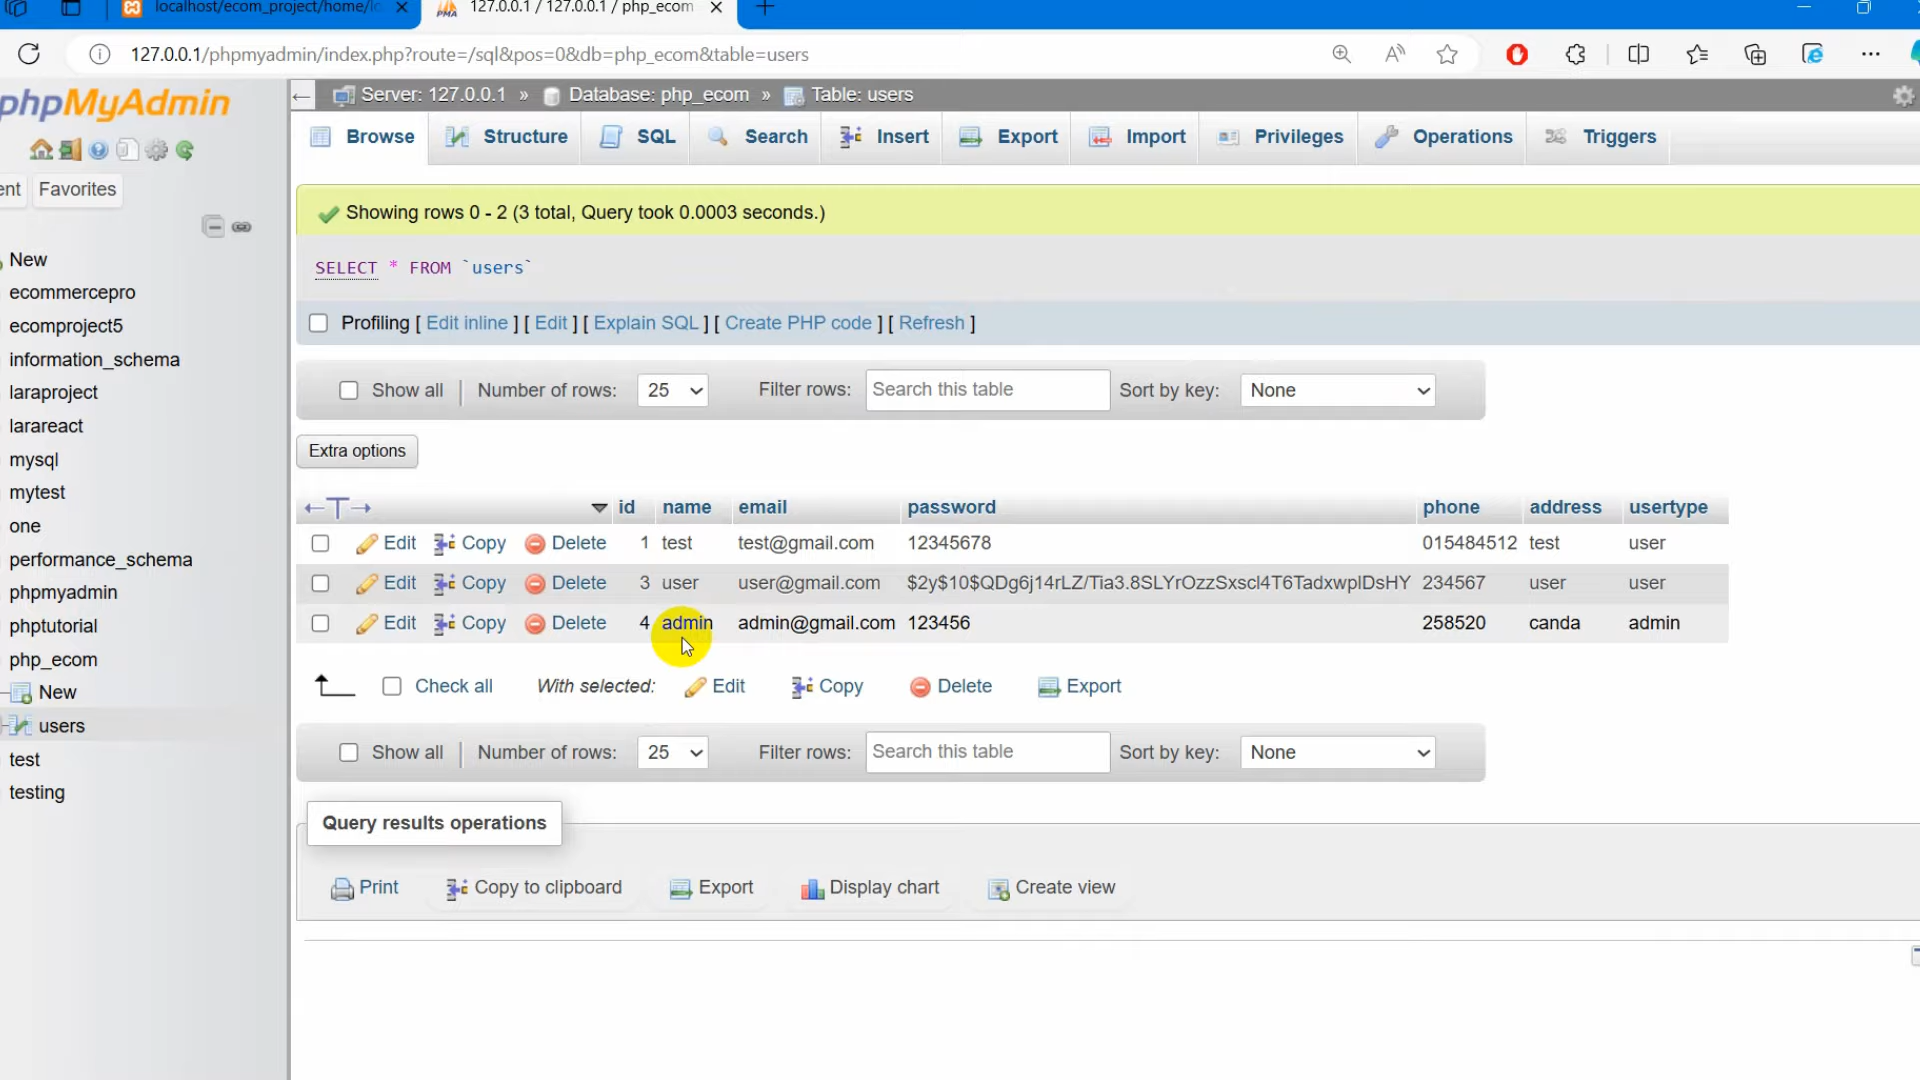 localhost/ecom_project/home/lo
127.0.0.1 / 127.0.0.1 / php_ecom
127.0.0.1/phpmyadmin/index.php?route=/sql&pos=0&db=php_ecom&table=users
phpMyAdmin
ent Favorites
New
ecommercepro
ecomproject5
information_schema
laraproject
larareact
mysql
mytest
one
performance_schema
phpmyadmin
phptutorial
php_ecom
New
users
test
testing
Server: 127.0.0.1 » Database: php_ecom » Table: users
Browse Structure SQL Search Insert Export Import Privileges Operations Triggers
Showing rows 0 - 2 (3 total, Query took 0.0003 seconds.)
SELECT * FROM `users`
Profiling [ Edit inline ] [ Edit ] [ Explain SQL ] [ Create PHP code ] [ Refresh ]
Show all Number of rows: 25 Filter rows: Search this table Sort by key: None
Extra options
id name email password phone address usertype
Edit Copy Delete 1 test test@gmail.com 12345678 015484512 test user
Edit Copy Delete 3 user user@gmail.com $2y$10$QDg6j14rLZ/Tia3.8SLYrOzzSxscl4T6TadxwplDsHY 234567 user user
Edit Copy Delete 4 admin admin@gmail.com 123456 258520 canda admin
Check all With selected: Edit Copy Delete Export
Show all Number of rows: 25 Filter rows: Search this table Sort by key: None
Query results operations
Print Copy to clipboard Export Display chart Create view